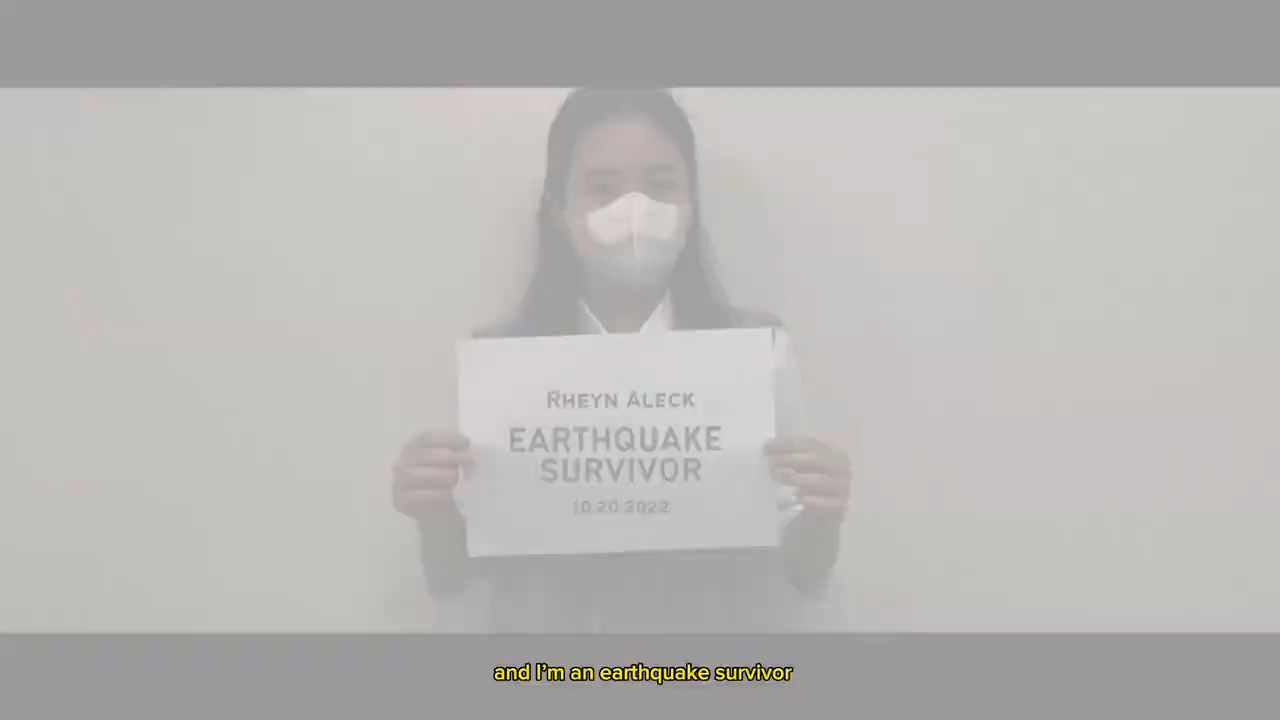 RHEYN ALECK
EARTHQUAKE
SURVIVOR
10.20.2022
and I'm an earthquake survivor